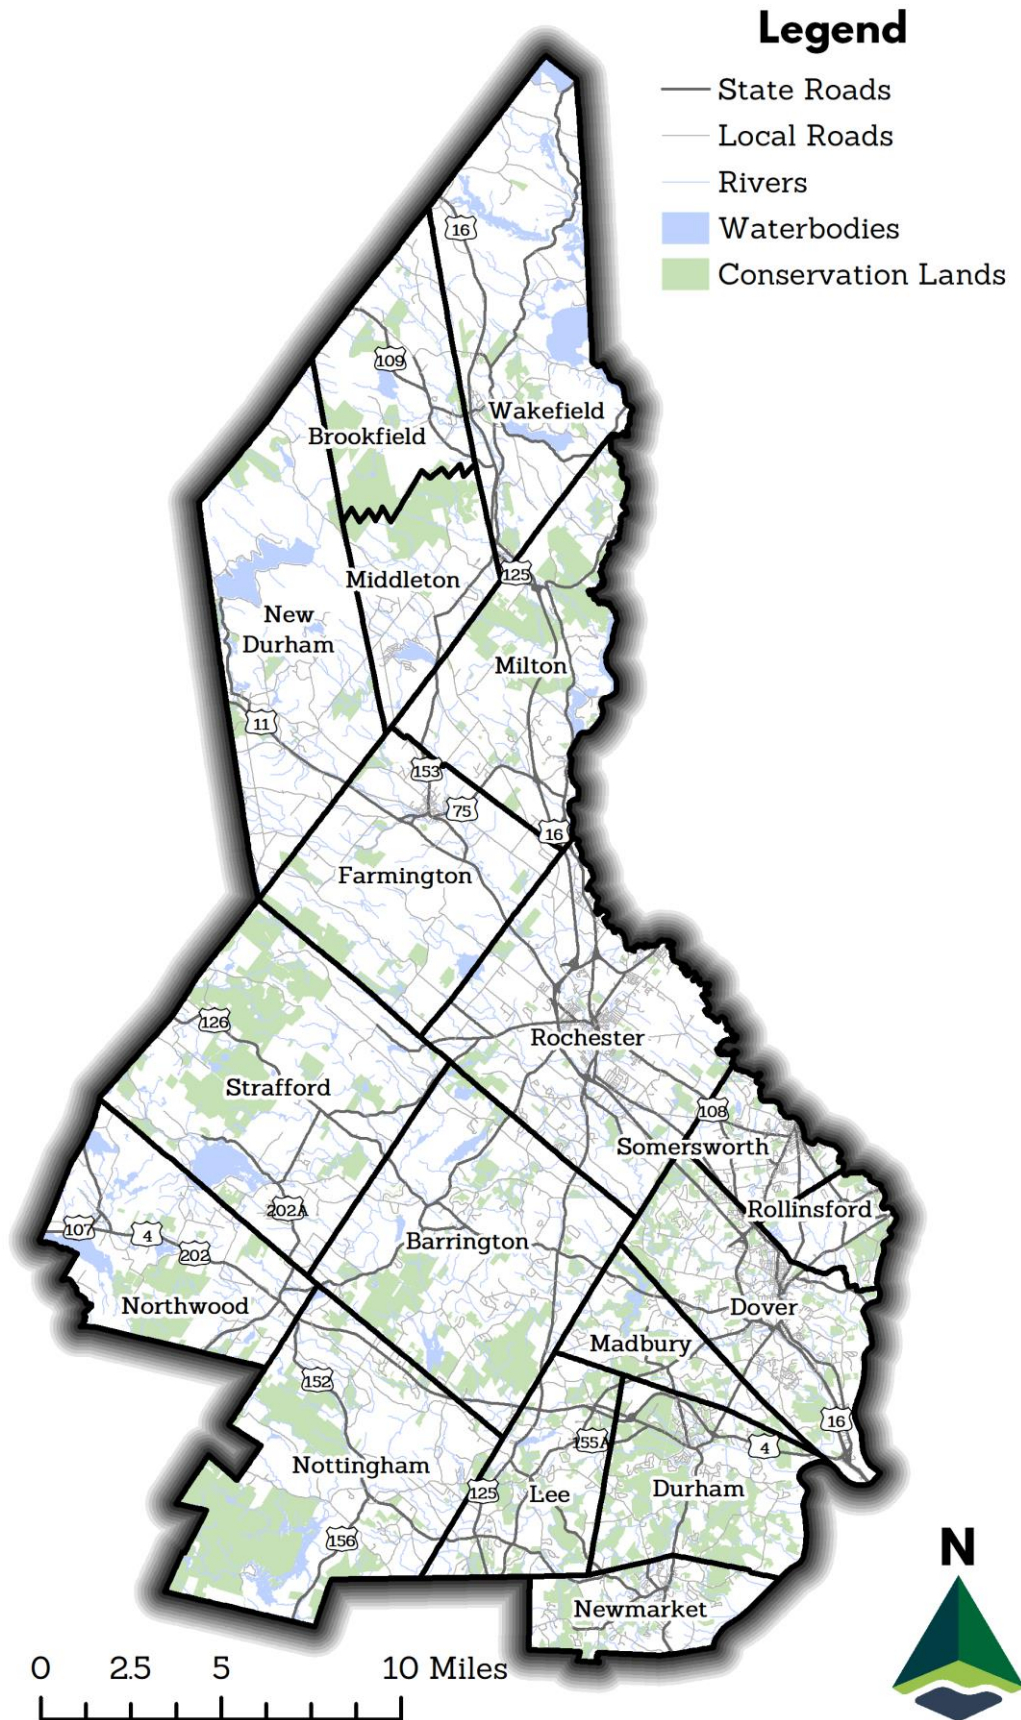 Legend
State Roads
Local Roads
Rivers
Waterbodies
Conservation Lands
16
109
Wakefield
Brookfield
125
Middleton
New
Durham
Milton
11
153
75
16
Farmington
126
Rochester
Strafford
108
Somersworth
202A
Rollinsford
107
4
202
Barrington
Northwood
Dover
Madbury
152
16
155A
4
Nottingham
125
Lee
Durham
156
N
Newmarket
0 2.5 5 10 Miles